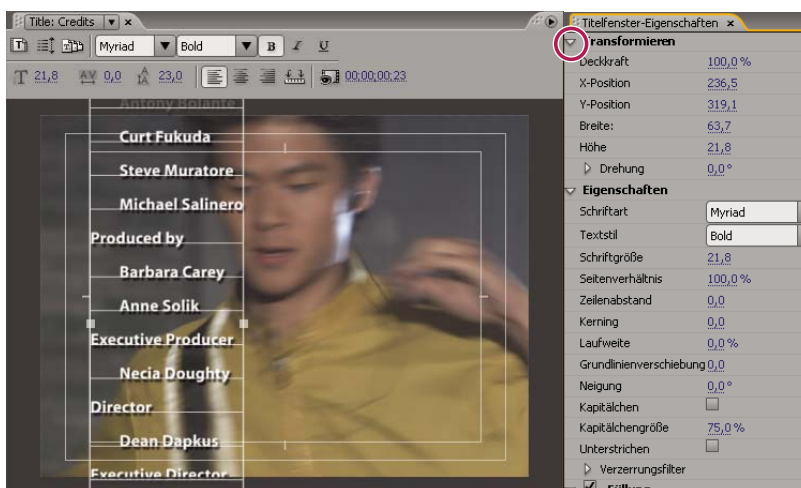 Title: Credits
Myriad Bold B I U
T 21,8 AV 0,0 23,0 00;00;00;23
Antony Bolante
Curt Fukuda
Steve Muratore
Michael Salinero
Produced by
Barbara Carey
Anne Solik
Executive Producer
Necia Doughty
Director
Dean Dapkus
Executive Director
Titelfenster-Eigenschaften
Transformieren
Deckkraft 100,0 %
X-Position 236,5
Y-Position 319,1
Breite: 63,7
Höhe 21,8
Drehung 0,0 °
Eigenschaften
Schriftart Myriad
Textstil Bold
Schriftgröße 21,8
Seitenverhältnis 100,0 %
Zeilenabstand 0,0
Kerning 0,0
Laufweite 0,0 %
Grundlinienverschiebung 0,0
Neigung 0,0 °
Kapitälchen
Kapitälchengröße 75,0 %
Unterstrichen
Verzerrungsfilter
Füllung